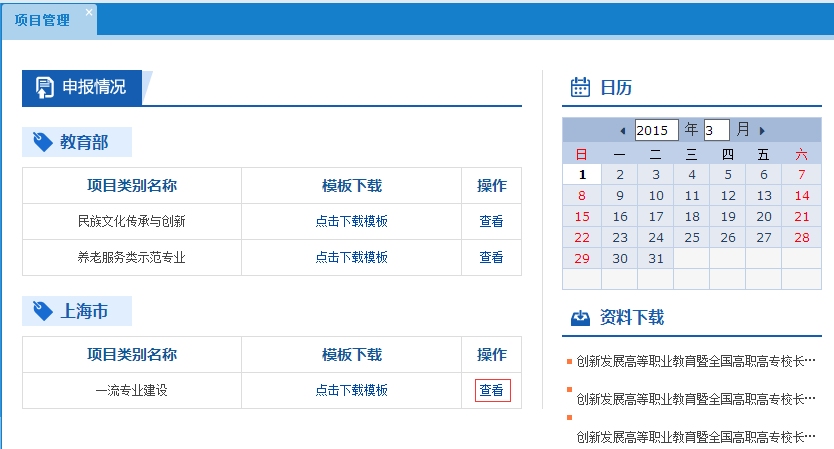 项目管理 ×
申报情况
教育部
项目类别名称 模板下载 操作
民族文化传承与创新 点击下载模板 查看
养老服务类示范专业 点击下载模板 查看
上海市
项目类别名称 模板下载 操作
一流专业建设 点击下载模板 查看
日历
2015 年 3 月
日 一 二 三 四 五 六
1 2 3 4 5 6 7
8 9 10 11 12 13 14
15 16 17 18 19 20 21
22 23 24 25 26 27 28
29 30 31
资料下载
创新发展高等职业教育暨全国高职高专校长…
创新发展高等职业教育暨全国高职高专校长…
创新发展高等职业教育暨全国高职高专校长…